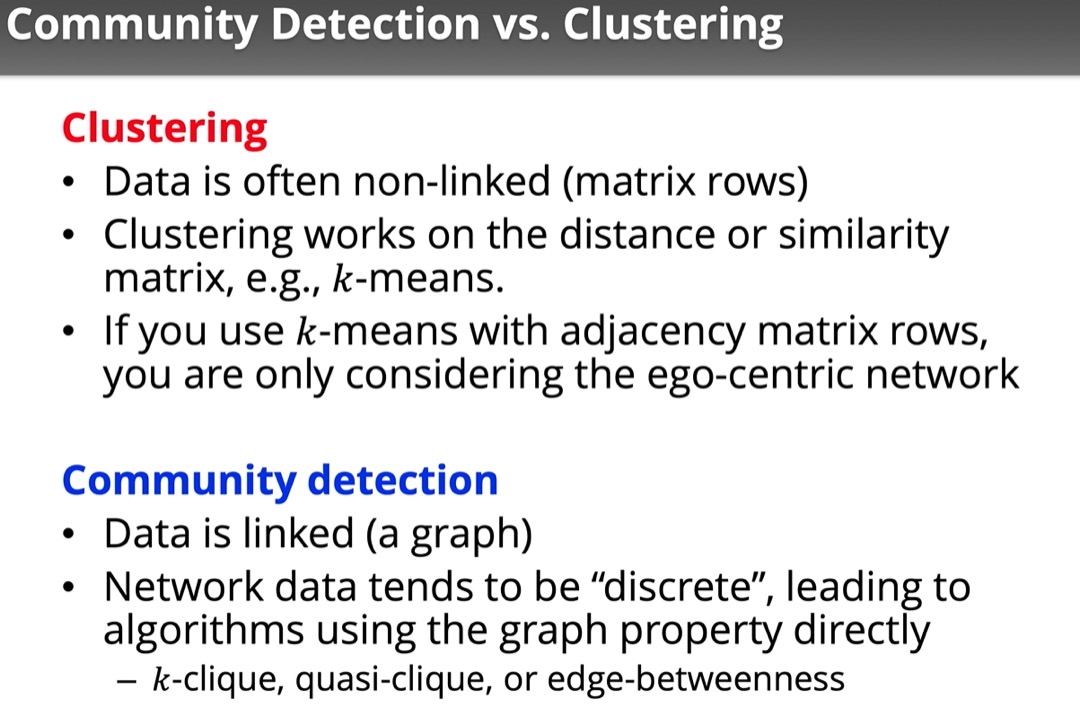 Community Detection vs. Clustering
Clustering
• Data is often non-linked (matrix rows)
• Clustering works on the distance or similarity
matrix, e.g., k-means.
• If you use k-means with adjacency matrix rows,
you are only considering the ego-centric network
Community detection
• Data is linked (a graph)
• Network data tends to be “discrete”, leading to
algorithms using the graph property directly
– k-clique, quasi-clique, or edge-betweenness